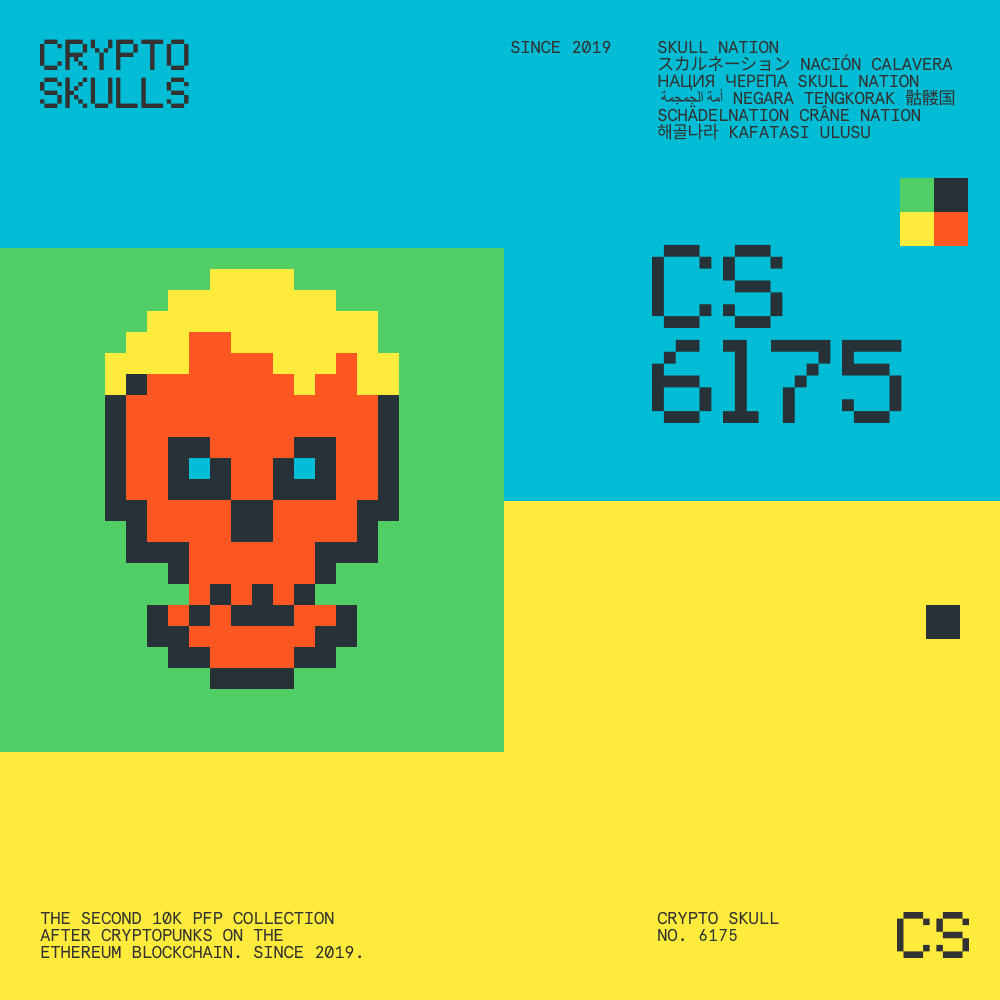 CRYPTO
SKULLS
SINCE 2019
SKULL NATION
スカルネーション NACIÓN CALAVERA
НАЦИЯ ЧЕРЕПА SKULL NATION
أمة الجمجمة NEGARA TENGKORAK 骷髅国
SCHÄDELNATION CRÂNE NATION
해골나라 KAFATASI ULUSU
CS
6175
THE SECOND 10K PFP COLLECTION
AFTER CRYPTOPUNKS ON THE
ETHEREUM BLOCKCHAIN. SINCE 2019.
CRYPTO SKULL
NO. 6175
CS